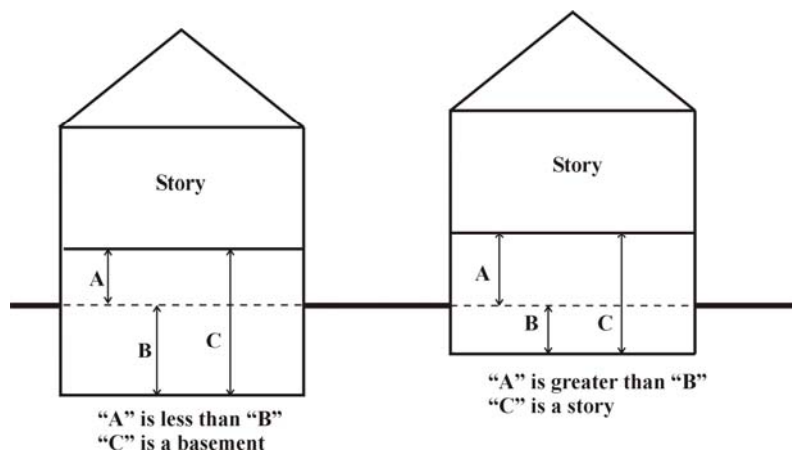 Story
A
B
C
“A” is less than “B”
“C” is a basement
Story
A
B
C
“A” is greater than “B”
“C” is a story